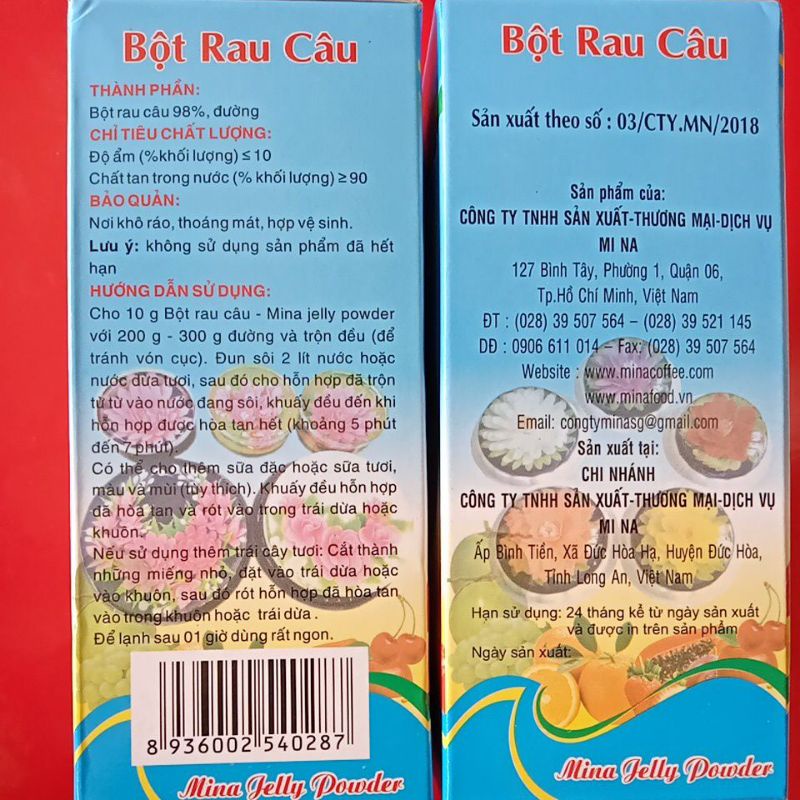 Bột Rau Câu
THÀNH PHẦN:
Bột rau câu 98%, đường
CHỈ TIÊU CHẤT LƯỢNG:
Độ ẩm (%khối lượng) ≤ 10
Chất tan trong nước (% khối lượng) ≥ 90
BẢO QUẢN:
Nơi khô ráo, thoáng mát, hợp vệ sinh.
Lưu ý: không sử dụng sản phẩm đã hết
hạn
HƯỚNG DẪN SỬ DỤNG:
Cho 10 g Bột rau câu - Mina jelly powder
với 200 g - 300 g đường và trộn đều (để
tránh vón cục). Đun sôi 2 lít nước hoặc
nước dừa tươi, sau đó cho hỗn hợp đã trộn
từ từ vào nước đang sôi, khuấy đều đến khi
hỗn hợp được hòa tan hết (khoảng 5 phút
đến 7 phút).
Có thể cho thêm sữa đặc hoặc sữa tươi,
màu và mùi (tùy thích). Khuấy đều hỗn hợp
đã hòa tan và rót vào trong trái dừa hoặc
khuôn.
Nếu sử dụng thêm trái cây tươi: Cắt thành
những miếng nhỏ, đặt vào trái dừa hoặc
vào khuôn, sau đó rót hỗn hợp đã hòa tan
vào trong khuôn hoặc trái dừa .
Để lạnh sau 01 giờ dùng rất ngon.
8 936002 540287
Mina Jelly Powder
Bột Rau Câu
Sản xuất theo số : 03/CTY.MN/2018
Sản phẩm của:
CÔNG TY TNHH SẢN XUẤT-THƯƠNG MẠI-DỊCH VỤ
MI NA
127 Bình Tây, Phường 1, Quận 06,
Tp.Hồ Chí Minh, Việt Nam
ĐT : (028) 39 507 564 – (028) 39 521 145
DĐ : 0906 611 014 – Fax: (028) 39 507 564
Website : www.minacoffee.com
www.minafood.vn
Email: congtyminasg@gmail.com
Sản xuất tại:
CHI NHÁNH
CÔNG TY TNHH SẢN XUẤT-THƯƠNG MẠI-DỊCH VỤ
MI NA
Ấp Bình Tiền, Xã Đức Hòa Hạ, Huyện Đức Hòa,
Tỉnh Long An, Việt Nam
Hạn sử dụng: 24 tháng kể từ ngày sản xuất
và được in trên sản phẩm
Ngày sản xuất:
Mina Jelly Powder